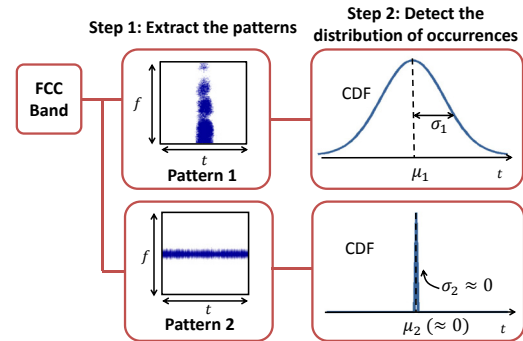 Step 1: Extract the patterns
Step 2: Detect the
distribution of occurrences
FCC
Band
f
t
Pattern 1
CDF
σ₁
μ₁
t
f
t
Pattern 2
CDF
σ₂ ≈ 0
μ₂ (≈ 0)
t